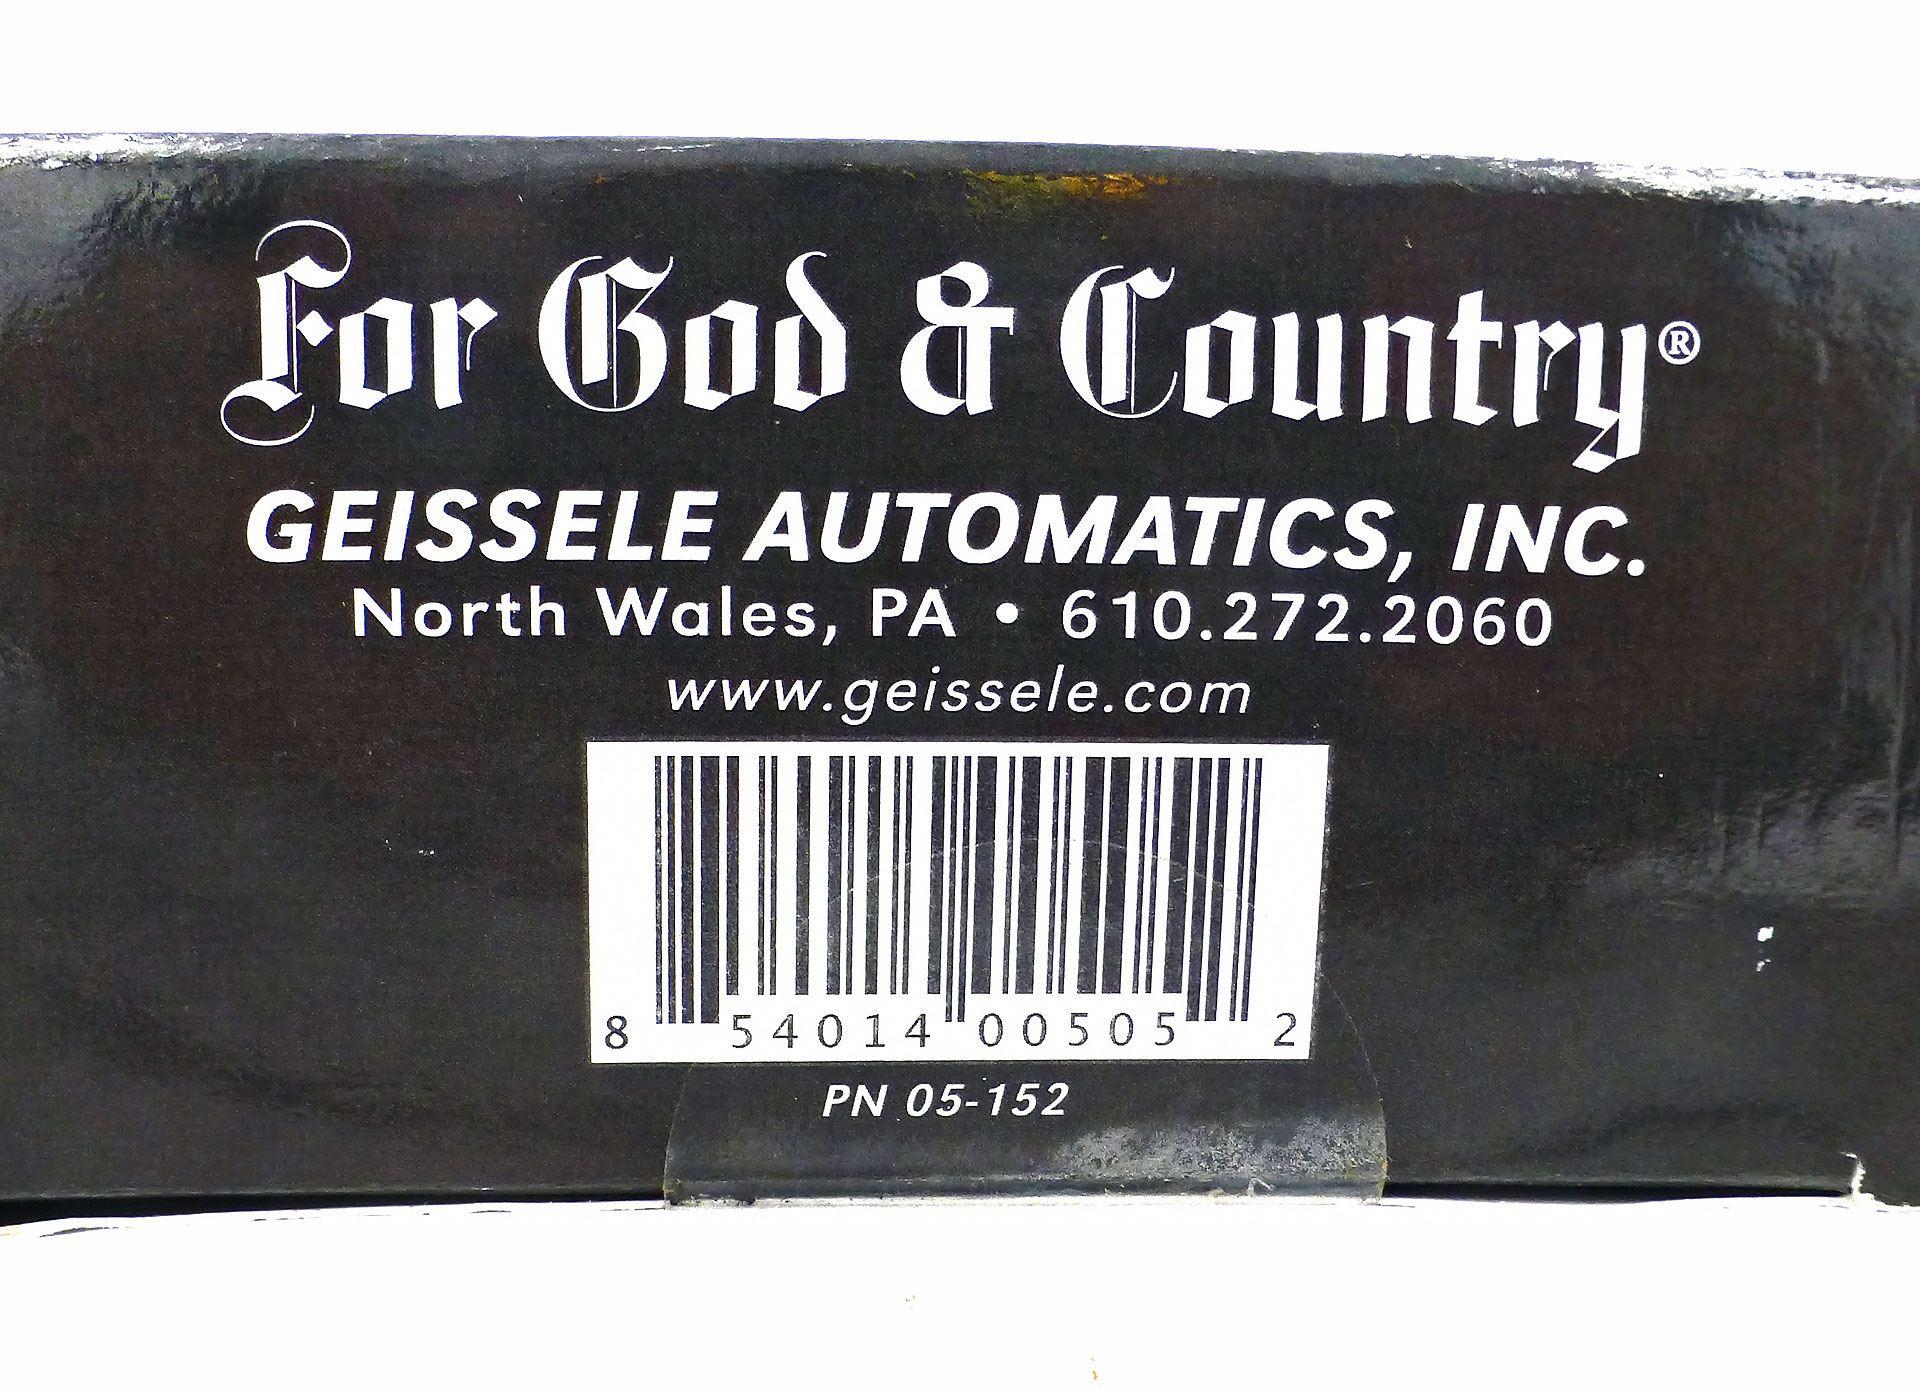 For God & Country®
GEISSELE AUTOMATICS, INC.
North Wales, PA • 610.272.2060
www.geissele.com
8 54014 00505 2
PN 05-152